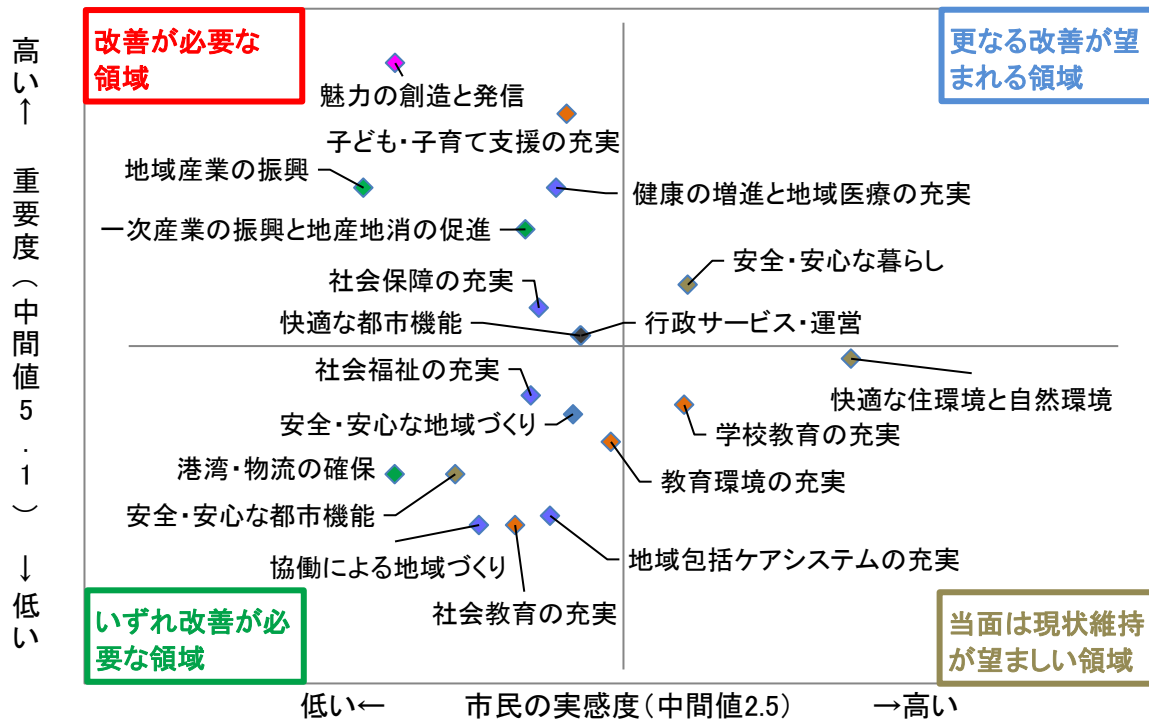 改善が必要な
領域
更なる改善が望
まれる領域
高い↑ 重要度(中間値5.1) ↓低い
魅力の創造と発信
子ども・子育て支援の充実
地域産業の振興
健康の増進と地域医療の充実
一次産業の振興と地産地消の促進
安全・安心な暮らし
社会保障の充実
快適な都市機能
行政サービス・運営
社会福祉の充実
快適な住環境と自然環境
安全・安心な地域づくり
学校教育の充実
港湾・物流の確保
教育環境の充実
安全・安心な都市機能
協働による地域づくり
地域包括ケアシステムの充実
社会教育の充実
いずれ改善が必
要な領域
当面は現状維持
が望ましい領域
低い← 市民の実感度(中間値2.5) →高い